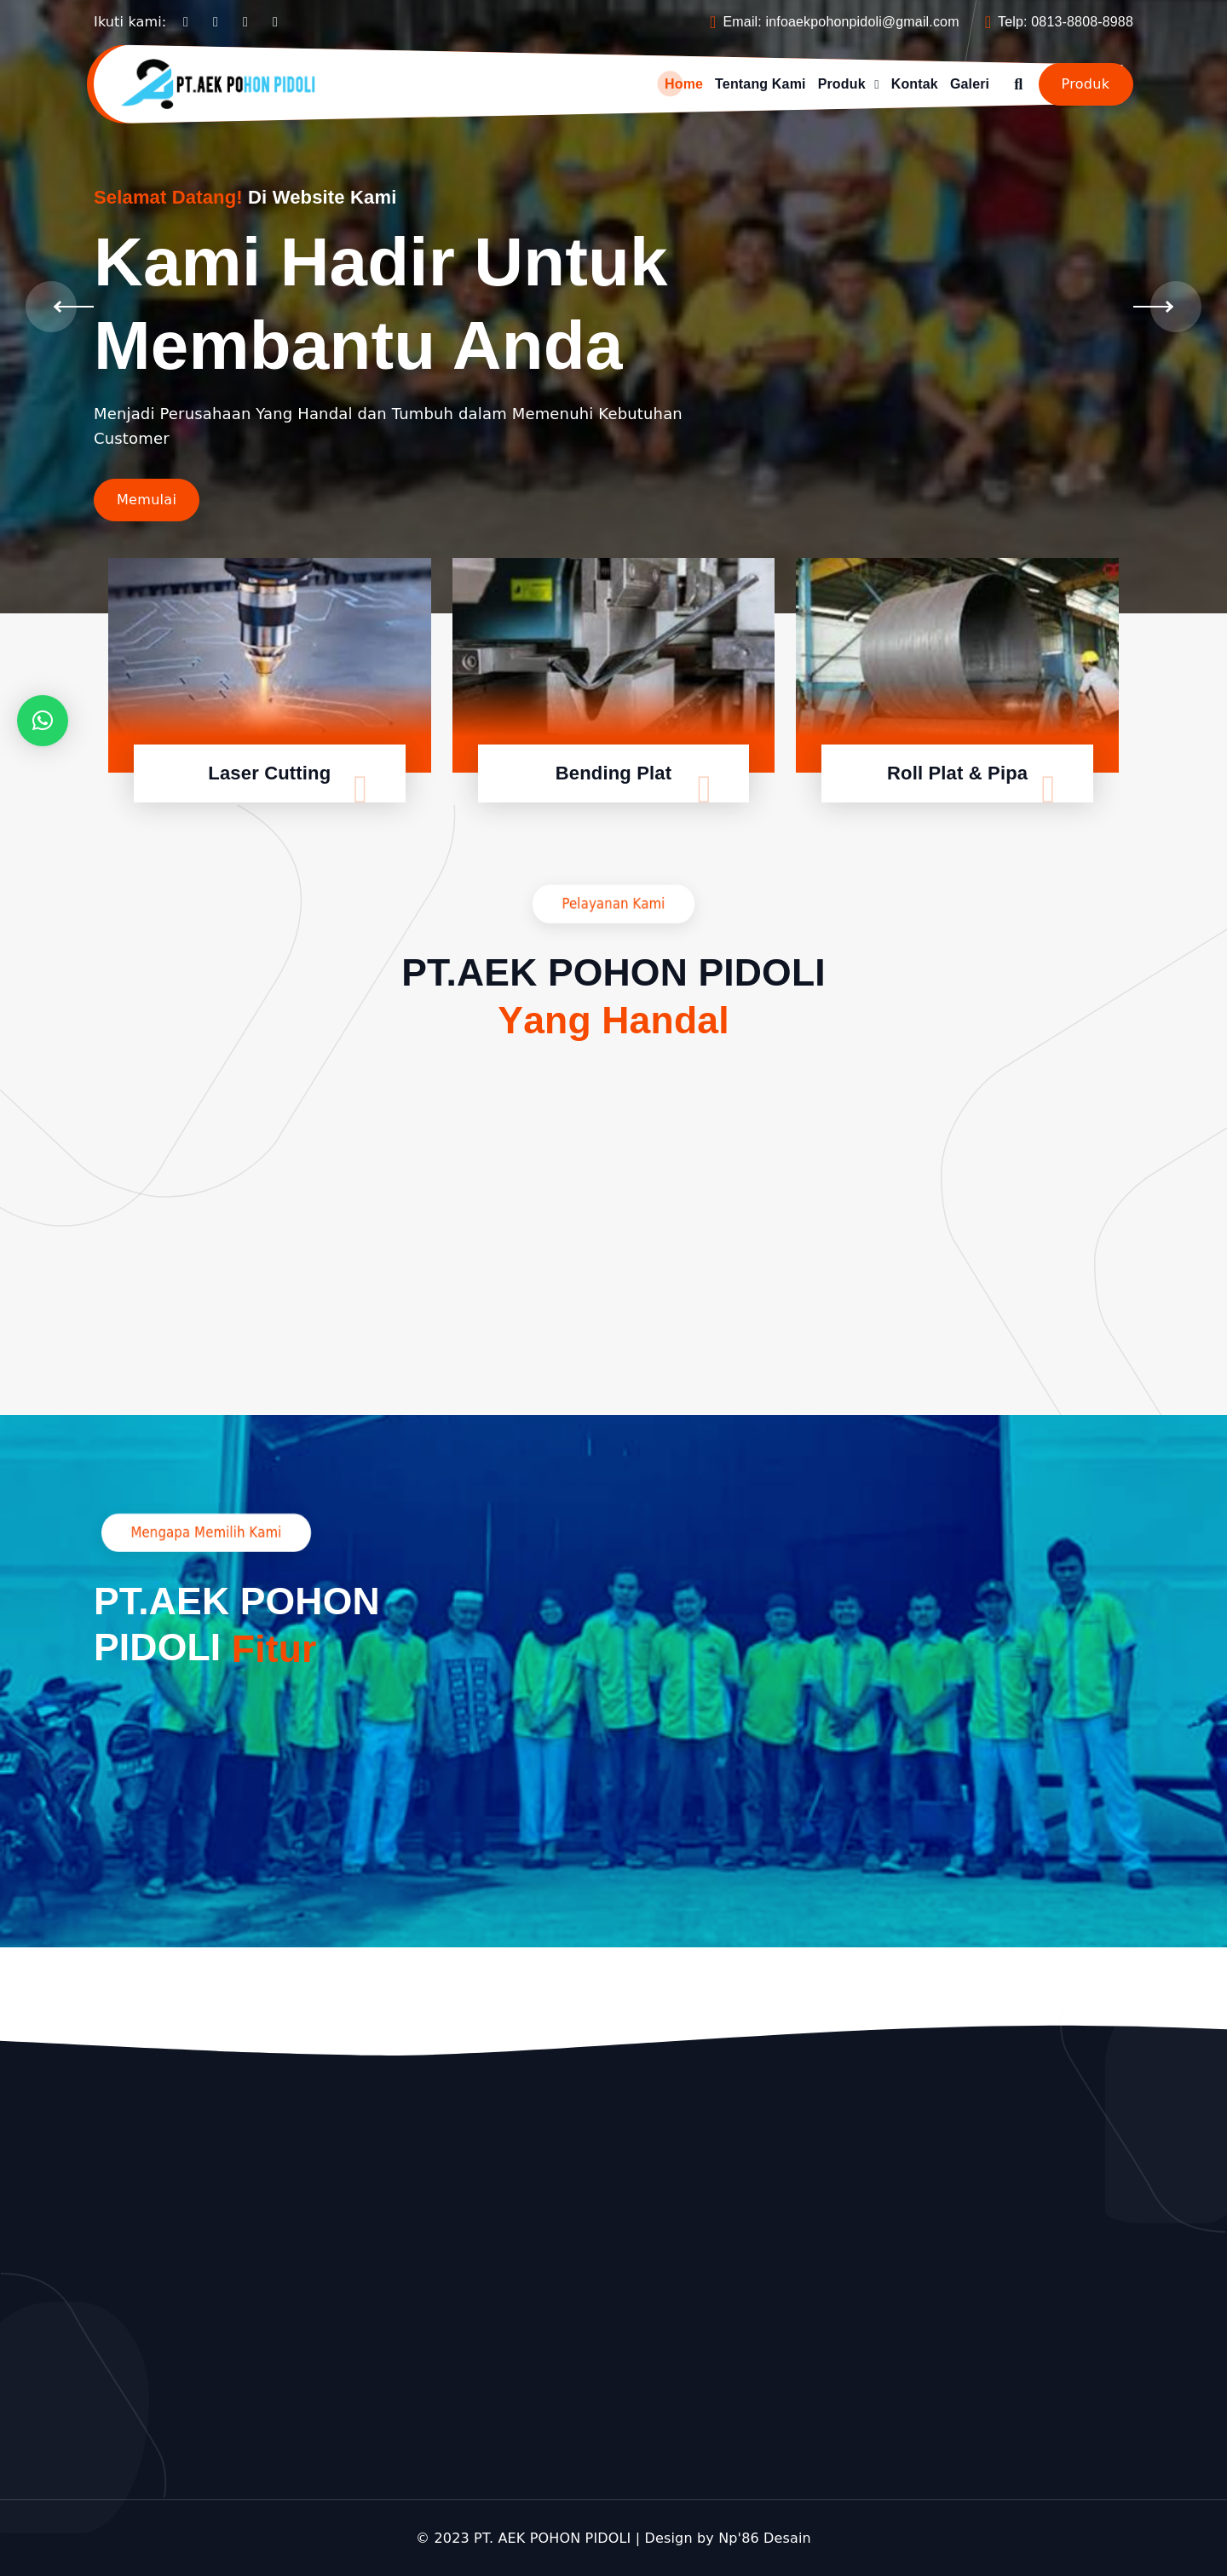 Ikuti kami:
Email: infoaekpohonpidoli@gmail.com
Telp: 0813-8808-8988
PT.AEK POHON PIDOLI
Home Tentang Kami Produk Kontak Galeri
Produk
Selamat Datang! Di Website Kami
Kami Hadir Untuk
Membantu Anda
Menjadi Perusahaan Yang Handal dan Tumbuh dalam Memenuhi Kebutuhan
Customer
Memulai
Laser Cutting
Bending Plat
Roll Plat & Pipa
Pelayanan Kami
PT.AEK POHON PIDOLI
Yang Handal
Mengapa Memilih Kami
PT.AEK POHON
PIDOLI Fitur
© 2023 PT. AEK POHON PIDOLI | Design by Np'86 Desain